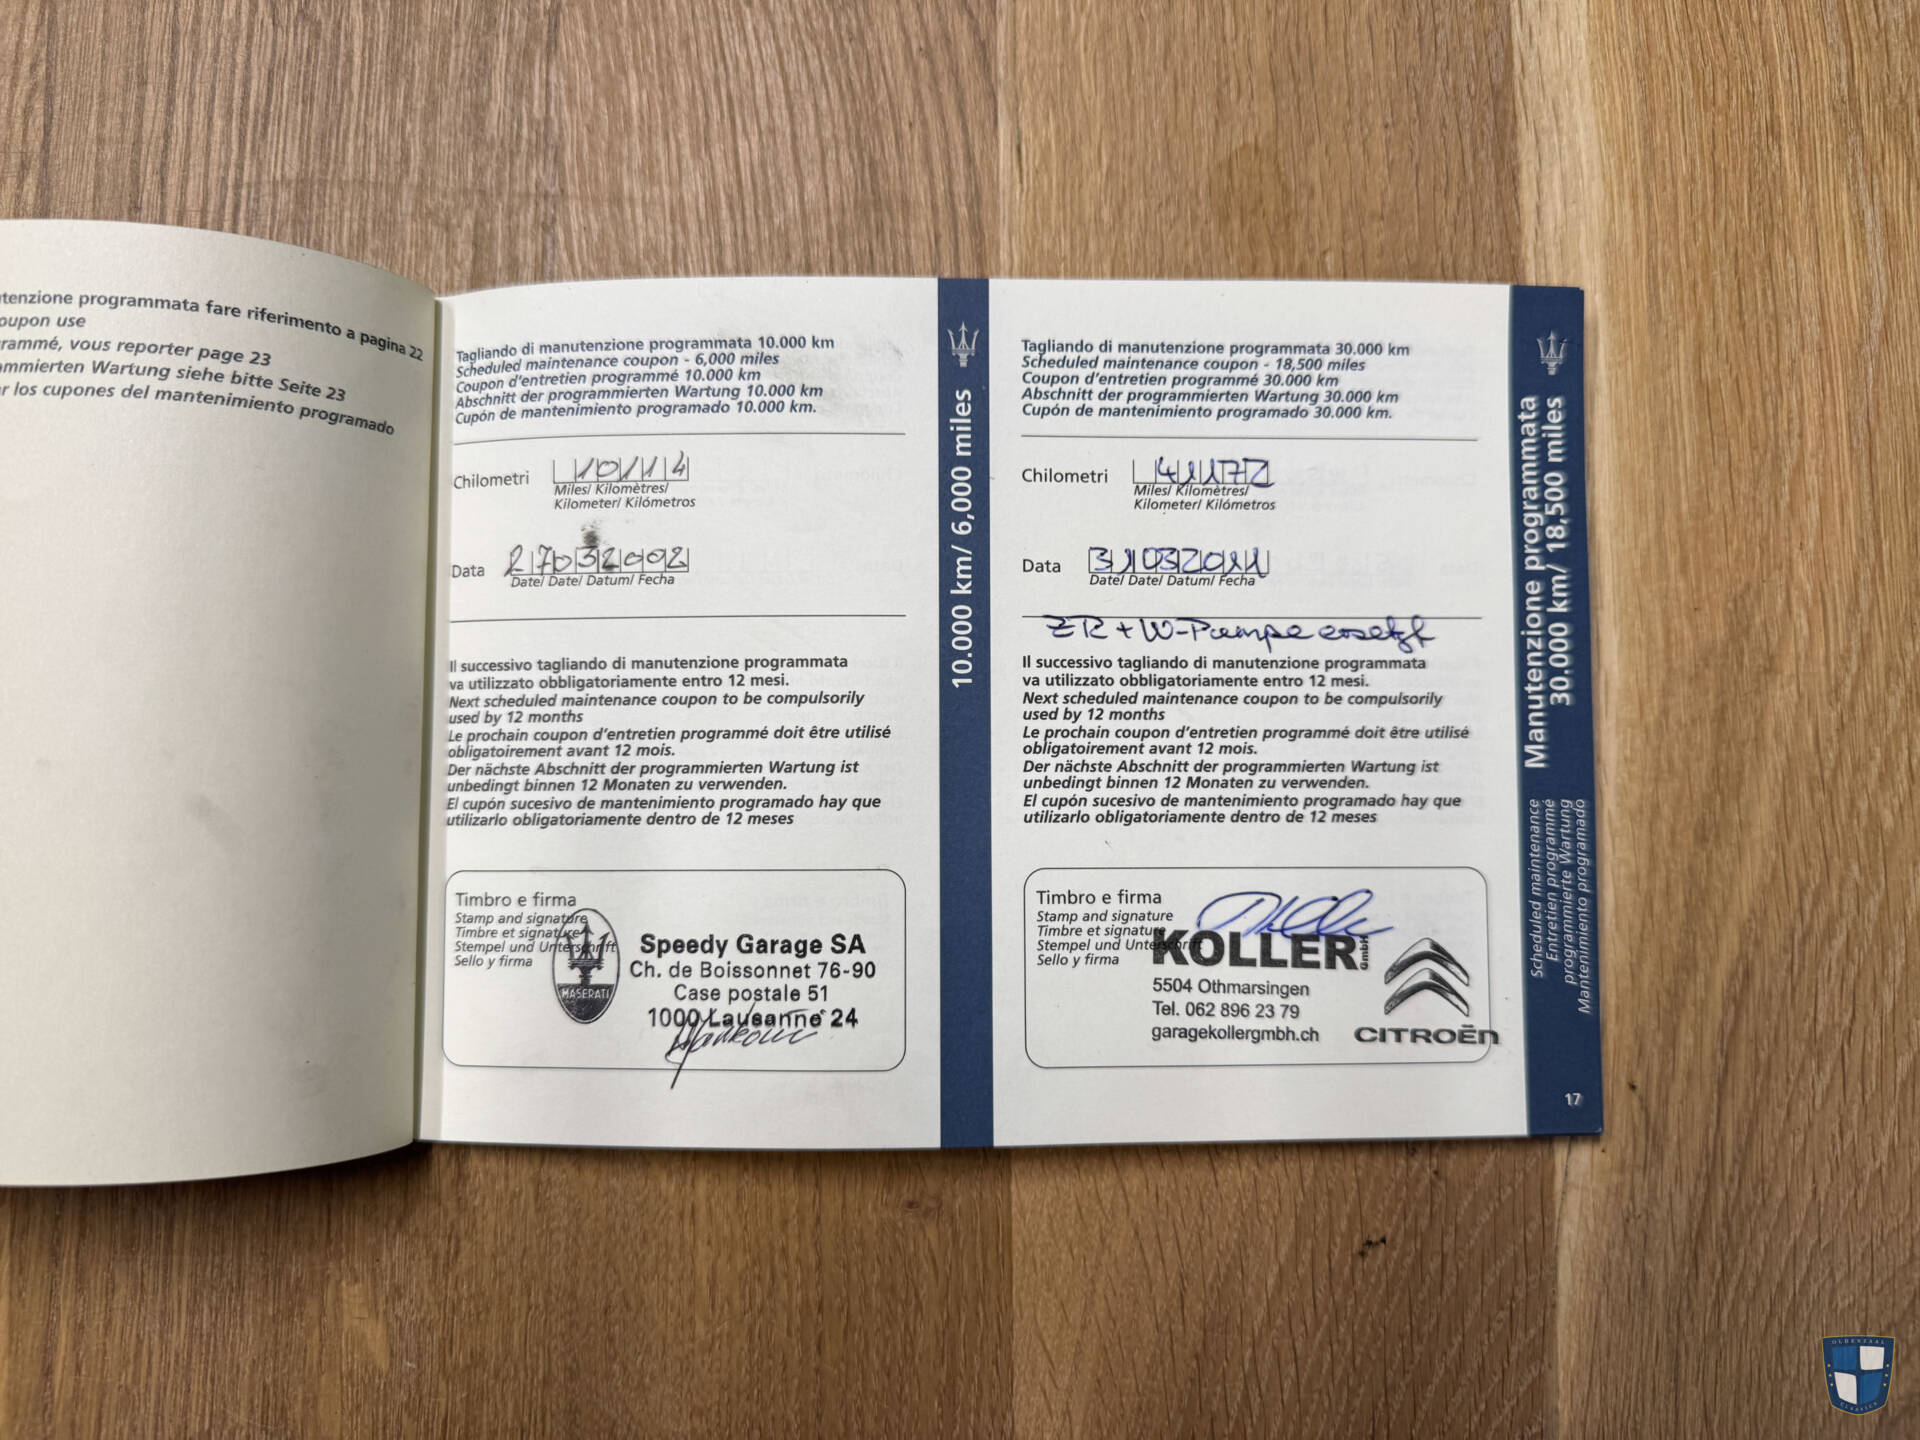 tenzione programmata fare riferimento a pagina 22
oupon use
rammé, vous reporter page 23
ammierten Wartung siehe bitte Seite 23
ar los cupones del mantenimiento programado
Tagliando di manutenzione programmata 10.000 km
Scheduled maintenance coupon - 6,000 miles
Coupon d'entretien programmé 10.000 km
Abschnitt der programmierten Wartung 10.000 km
Cupón de mantenimiento programado 10.000 km.
Chilometri 10114
Miles/ Kilomètres/
Kilometer/ Kilómetros
Data 27032002
Date/ Date/ Datum/ Fecha
Il successivo tagliando di manutenzione programmata
va utilizzato obbligatoriamente entro 12 mesi.
Next scheduled maintenance coupon to be compulsorily
used by 12 months
Le prochain coupon d'entretien programmé doit être utilisé
obligatoirement avant 12 mois.
Der nächste Abschnitt der programmierten Wartung ist
unbedingt binnen 12 Monaten zu verwenden.
El cupón sucesivo de mantenimiento programado hay que
utilizarlo obligatoriamente dentro de 12 meses
Timbro e firma
Stamp and signature
Timbre et signature
Stempel und Unterschrift
Sello y firma
MASERATI
Speedy Garage SA
Ch. de Boissonnet 76-90
Case postale 51
1000 Lausanne 24
10.000 km/ 6,000 miles
Tagliando di manutenzione programmata 30.000 km
Scheduled maintenance coupon - 18,500 miles
Coupon d'entretien programmé 30.000 km
Abschnitt der programmierten Wartung 30.000 km
Cupón de mantenimiento programado 30.000 km.
Chilometri 41172
Miles/ Kilomètres/
Kilometer/ Kilómetros
Data 31032011
Date/ Date/ Datum/ Fecha
ZR + W-Pumpe ersetzt
Il successivo tagliando di manutenzione programmata
va utilizzato obbligatoriamente entro 12 mesi.
Next scheduled maintenance coupon to be compulsorily
used by 12 months
Le prochain coupon d'entretien programmé doit être utilisé
obligatoirement avant 12 mois.
Der nächste Abschnitt der programmierten Wartung ist
unbedingt binnen 12 Monaten zu verwenden.
El cupón sucesivo de mantenimiento programado hay que
utilizarlo obligatoriamente dentro de 12 meses
Timbro e firma
Stamp and signature
Timbre et signature
Stempel und Unterschrift
Sello y firma
KOLLER GmbH
5504 Othmarsingen
Tel. 062 896 23 79
garagekollergmbh.ch
CITROËN
Manutenzione programmata
30.000 km/ 18,500 miles
Scheduled maintenance
Entretien programmé
programmierte Wartung
Mantenimiento programado
17
OLDENZAAL
CLASSICS